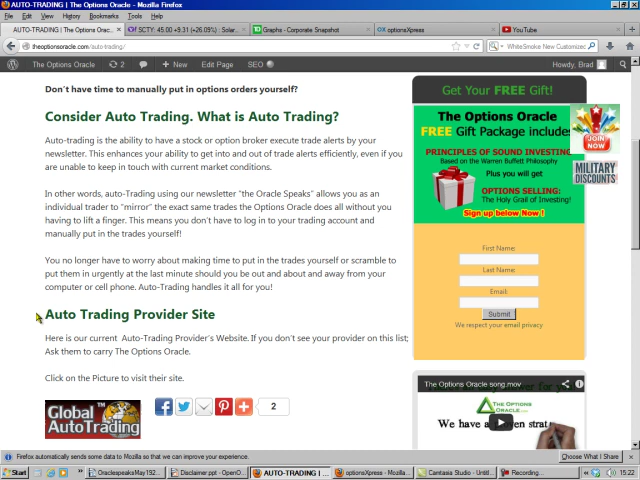 AUTO-TRADING | The Options Oracle - Mozilla Firefox
File Edit View History Bookmarks Tools Help
AUTO-TRADING | The Options Orac...
SCTY: 45.00 +9.31 (+26.09%) : Solar...
Graphs - Corporate Snapshot
optionsXpress
YouTube
theoptionsoracle.com/auto-trading/
WhiteSmoke New Customized
The Options Oracle 2 + New Edit Page SEO
Howdy, Brad
Don't have time to manually put in options orders yourself?
Consider Auto Trading. What is Auto Trading?
Auto-trading is the ability to have a stock or option broker execute trade alerts by your
newsletter. This enhances your ability to get into and out of trade alerts efficiently, even if you
are unable to keep in touch with current market conditions.
In other words, auto-Trading using our newsletter "the Oracle Speaks" allows you as an
individual trader to "mirror" the exact same trades the Options Oracle does all without you
having to lift a finger. This means you don't have to log in to your trading account and
manually put in the trades yourself!
You no longer have to worry about making time to put in the trades yourself or scramble to
put them in urgently at the last minute should you be out and about and away from your
computer or cell phone. Auto-Trading handles it all for you!
Auto Trading Provider Site
Here is our current Auto-Trading Provider's Website. If you don't see your provider on this list;
Ask them to carry The Options Oracle.
Click on the Picture to visit their site.
Global
AutoTrading
2
Get Your FREE Gift!
The Options Oracle
FREE Gift Package includes
PRINCIPLES OF SOUND INVESTING
Based on the Warren Buffett Philosophy
Plus you will get
OPTIONS SELLING:
The Holy Grail of Investing!
Sign up below Now !
JOIN
NOW
MILITARY
DISCOUNTS
First Name:
Last Name:
Email:
Submit
We respect your email privacy
The Options Oracle song.mov
THE OPTIONS
ORACLE.COM
We have a proven strat
Firefox automatically sends some data to Mozilla so that we can improve your experience.
Choose What I Share
Start
OraclespeaksMay192...
Disclaimer.ppt - OpenO...
AUTO-TRADING | ...
optionsXpress - Mozilla...
Camtasia Studio - Untitl...
Recording...
15:22